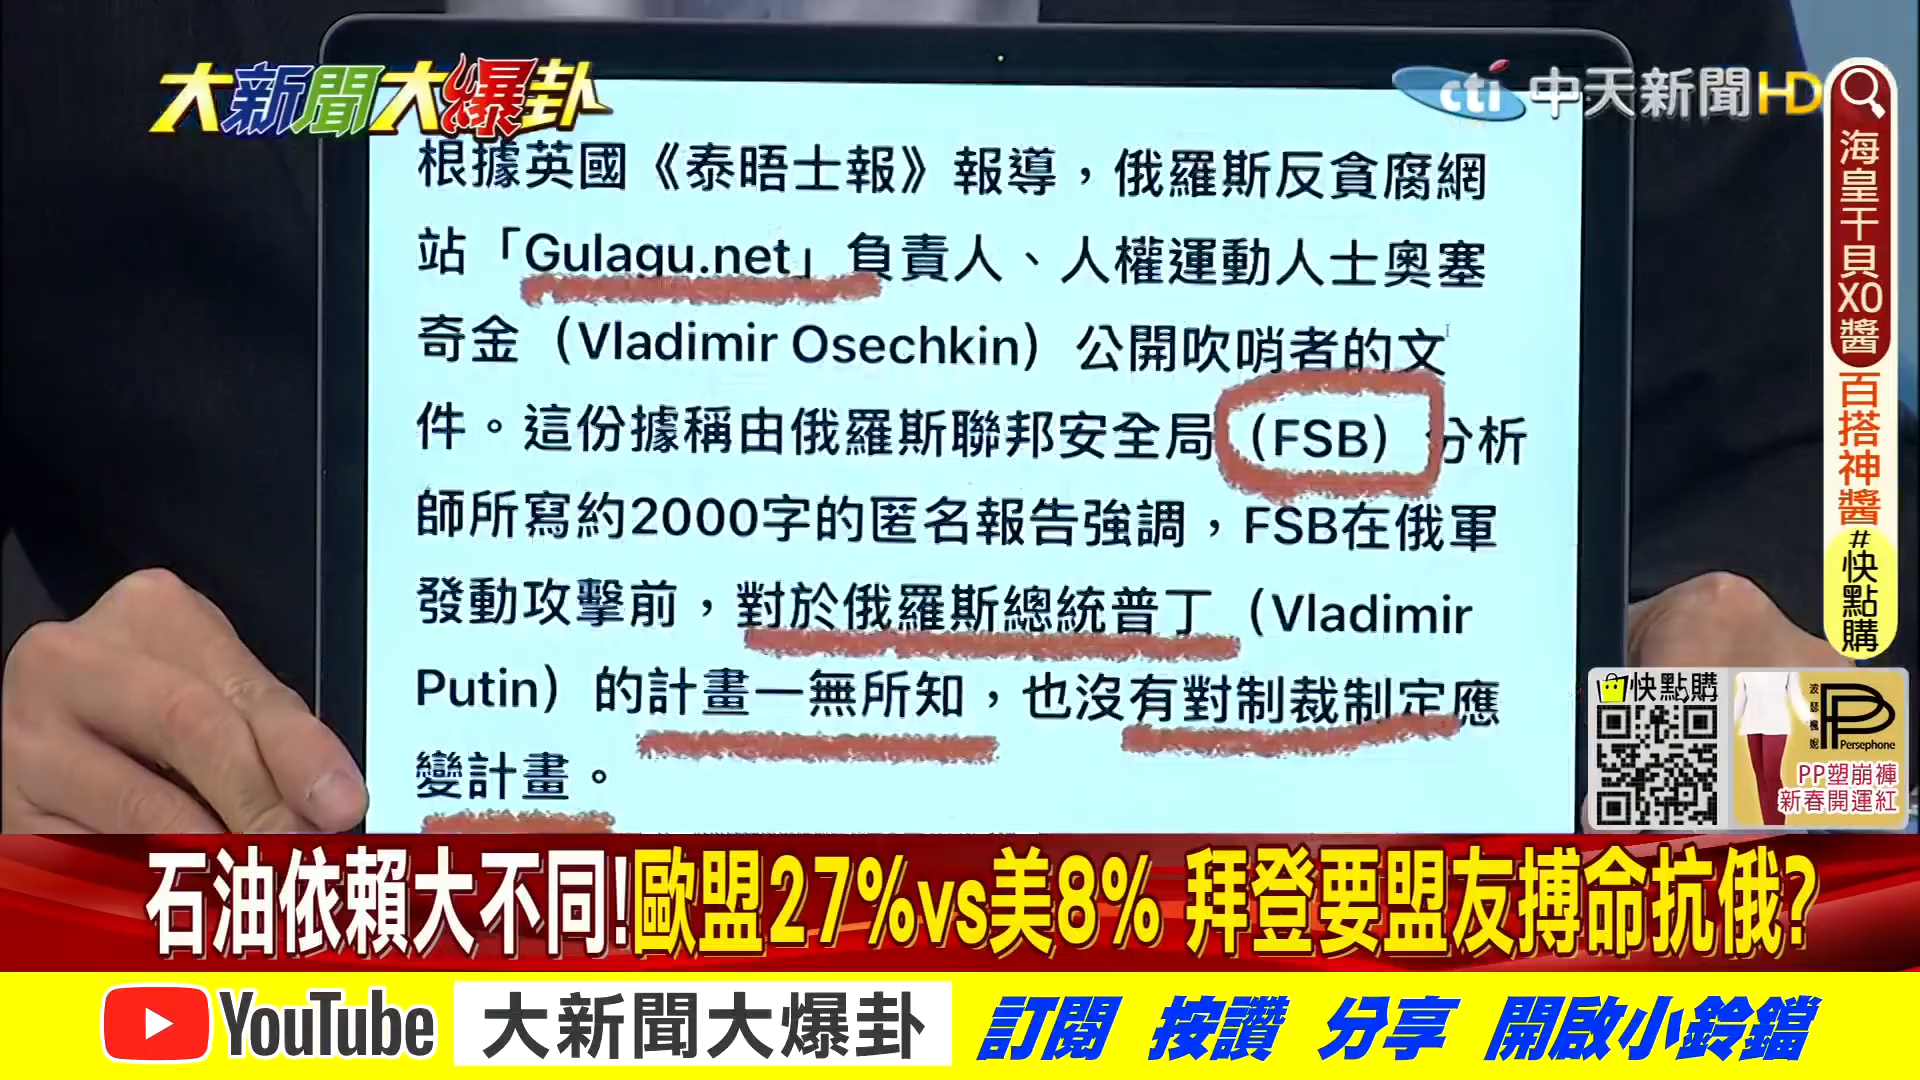 大新聞大爆卦
cti 中天新聞HD
根據英國《泰晤士報》報導，俄羅斯反貪腐網
站「Gulagu.net」負責人、人權運動人士奧塞
奇金（Vladimir Osechkin）公開吹哨者的文
件。這份據稱由俄羅斯聯邦安全局（FSB）分析
師所寫約2000字的匿名報告強調，FSB在俄軍
發動攻擊前，對於俄羅斯總統普丁（Vladimir
Putin）的計畫一無所知，也沒有對制裁制定應
變計畫。
海皇干貝XO醬
百搭神醬
#快點購
快點購
波瑟楓妮
Persephone
PP塑崩褲
新春開運紅
石油依賴大不同!歐盟27%vs美8% 拜登要盟友搏命抗俄?
YouTube 大新聞大爆卦 訂閱 按讚 分享 開啟小鈴鐺